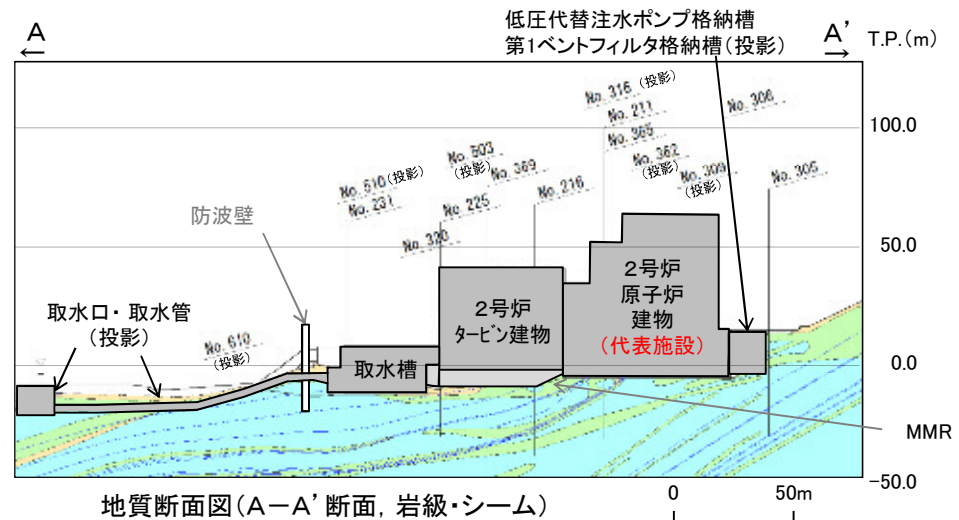 低圧代替注水ポンプ格納槽
第1ベントフィルタ格納槽(投影)
A
A’
T.P.(m)
No. 316 (投影)
No. 211
No. 365
No. 362
(投影)
No. 309
(投影)
No. 306
No. 305
100.0
No. 603
(投影)
No. 369
No. 216
No. 610 (投影)
No. 231
No. 225
No. 320
防波壁
50.0
2号炉
原子炉
建物
(代表施設)
2号炉
タービン建物
取水口・取水管
(投影)
No. 610
(投影)
取水槽
0.0
MMR
-50.0
地質断面図(A-A’断面, 岩級・シーム)
0
50m